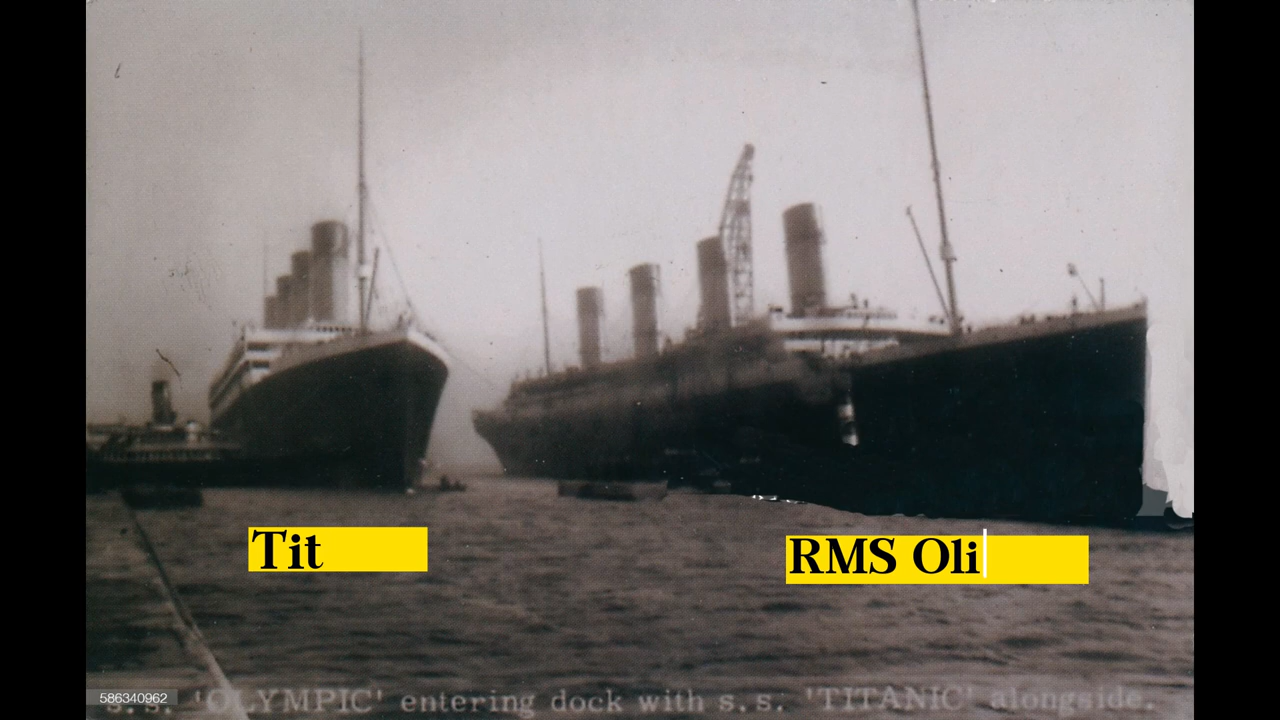 Tit
RMS Oli
586340962
s.s. 'OLYMPIC' entering dock with s.s. 'TITANIC' alongside.